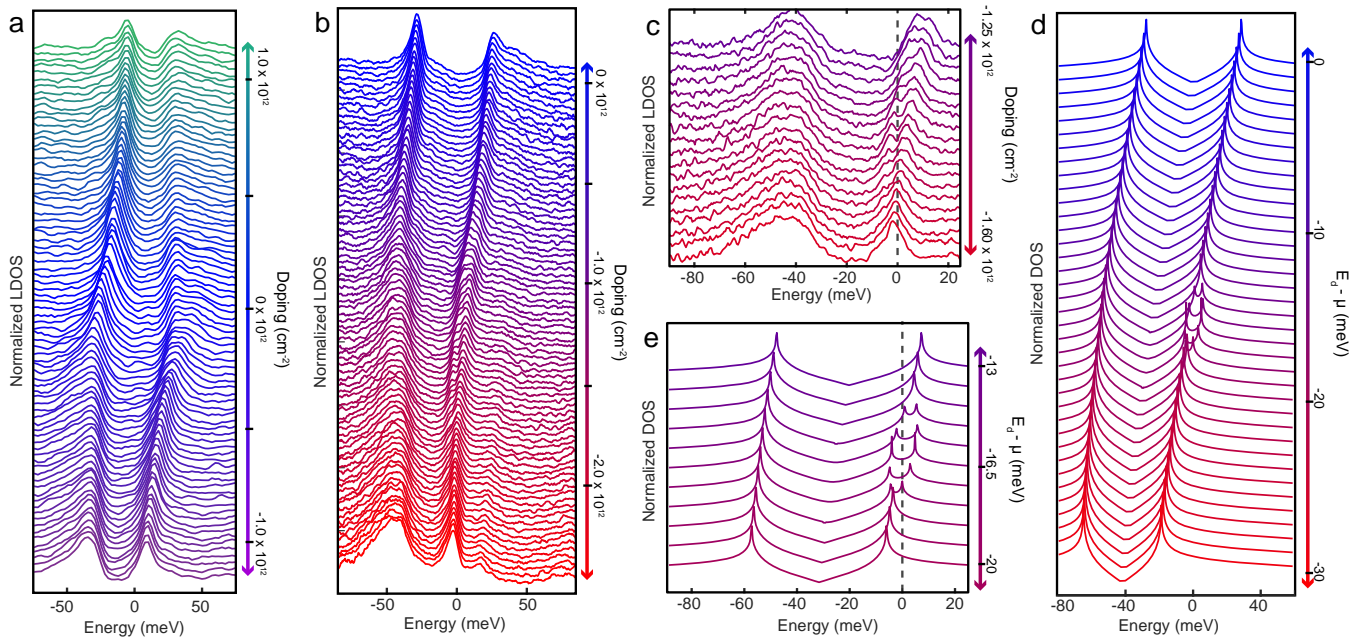 a
Normalized LDOS
1.0 x 10¹²
0 x 10¹²
-1.0 x 10¹²
Doping (cm⁻²)
-50
0
50
Energy (meV)
b
Normalized LDOS
0 x 10¹²
-1.0 x 10¹²
-2.0 x 10¹²
Doping (cm⁻²)
-50
0
50
Energy (meV)
c
Normalized LDOS
-1.25 x 10¹²
-1.60 x 10¹²
Doping (cm⁻²)
-80
-60
-40
-20
0
20
Energy (meV)
e
Normalized DOS
-13
-16.5
-20
E_d - μ (meV)
-80
-60
-40
-20
0
20
Energy (meV)
d
Normalized DOS
0
-10
-20
-30
E_d - μ (meV)
-80
-40
0
40
Energy (meV)